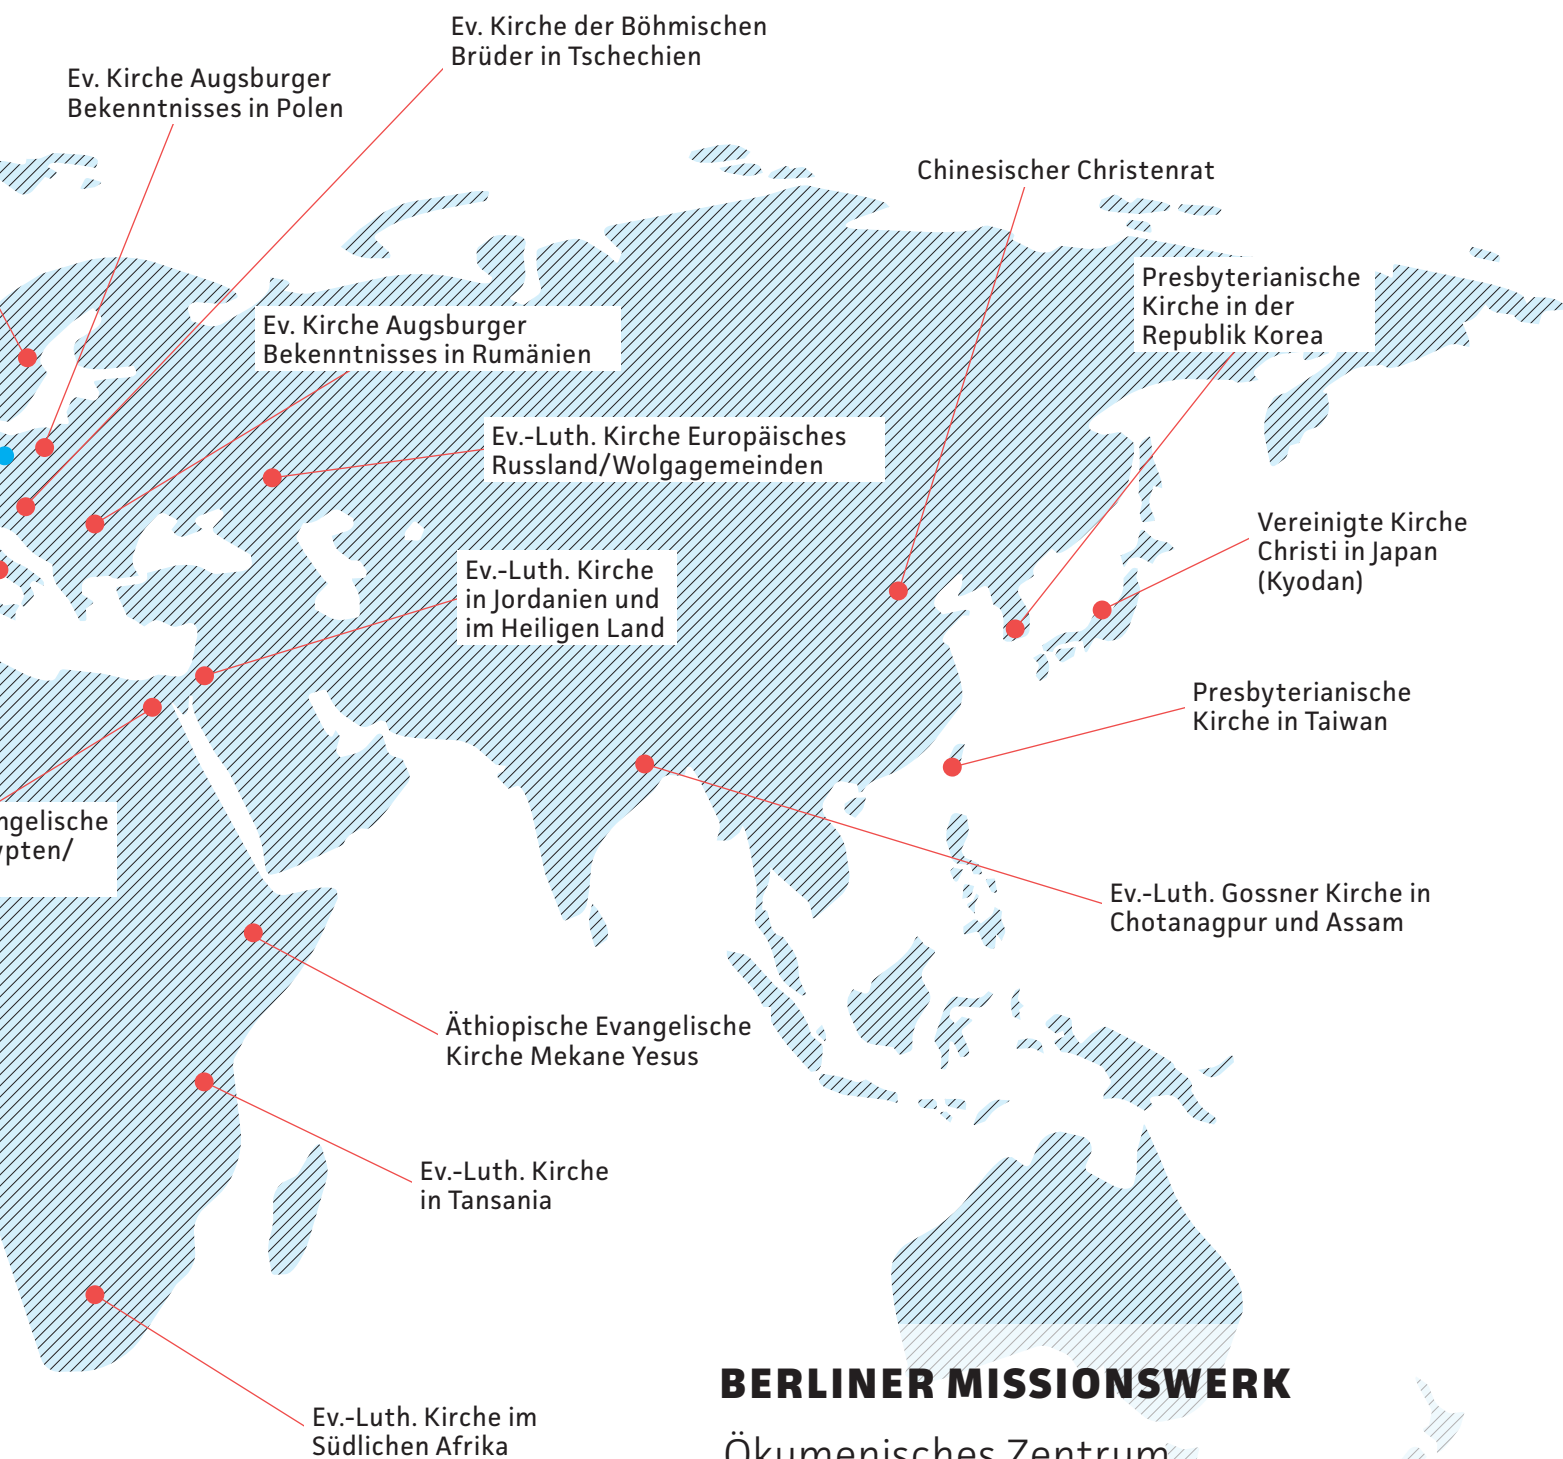 Ev. Kirche der Böhmischen
Brüder in Tschechien
Ev. Kirche Augsburger
Bekenntnisses in Polen
Chinesischer Christenrat
Presbyterianische
Kirche in der
Republik Korea
Ev. Kirche Augsburger
Bekenntnisses in Rumänien
Ev.-Luth. Kirche Europäisches
Russland/Wolgagemeinden
Vereinigte Kirche
Christi in Japan
(Kyodan)
Ev.-Luth. Kirche
in Jordanien und
im Heiligen Land
Presbyterianische
Kirche in Taiwan
ngelische
ypten/
Ev.-Luth. Gossner Kirche in
Chotanagpur und Assam
Äthiopische Evangelische
Kirche Mekane Yesus
Ev.-Luth. Kirche
in Tansania
BERLINER MISSIONSWERK
Ökumenisches Zentrum
Ev.-Luth. Kirche im
Südlichen Afrika